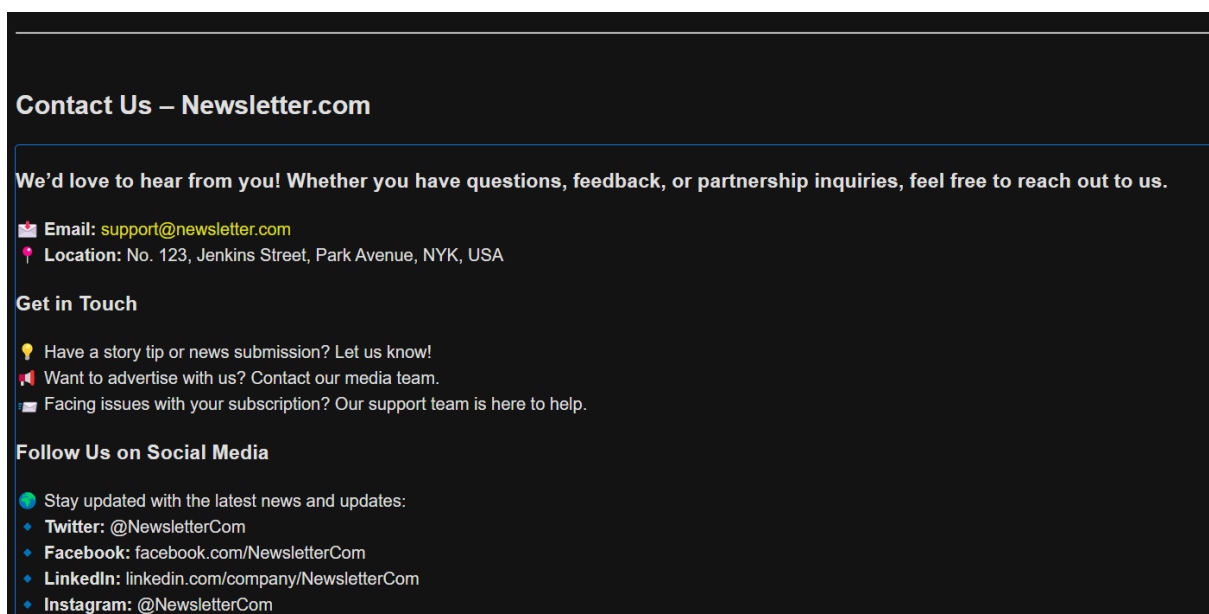 Contact Us – Newsletter.com
We’d love to hear from you! Whether you have questions, feedback, or partnership inquiries, feel free to reach out to us.
Email: support@newsletter.com
Location: No. 123, Jenkins Street, Park Avenue, NYK, USA
Get in Touch
Have a story tip or news submission? Let us know!
Want to advertise with us? Contact our media team.
Facing issues with your subscription? Our support team is here to help.
Follow Us on Social Media
Stay updated with the latest news and updates:
Twitter: @NewsletterCom
Facebook: facebook.com/NewsletterCom
LinkedIn: linkedin.com/company/NewsletterCom
Instagram: @NewsletterCom